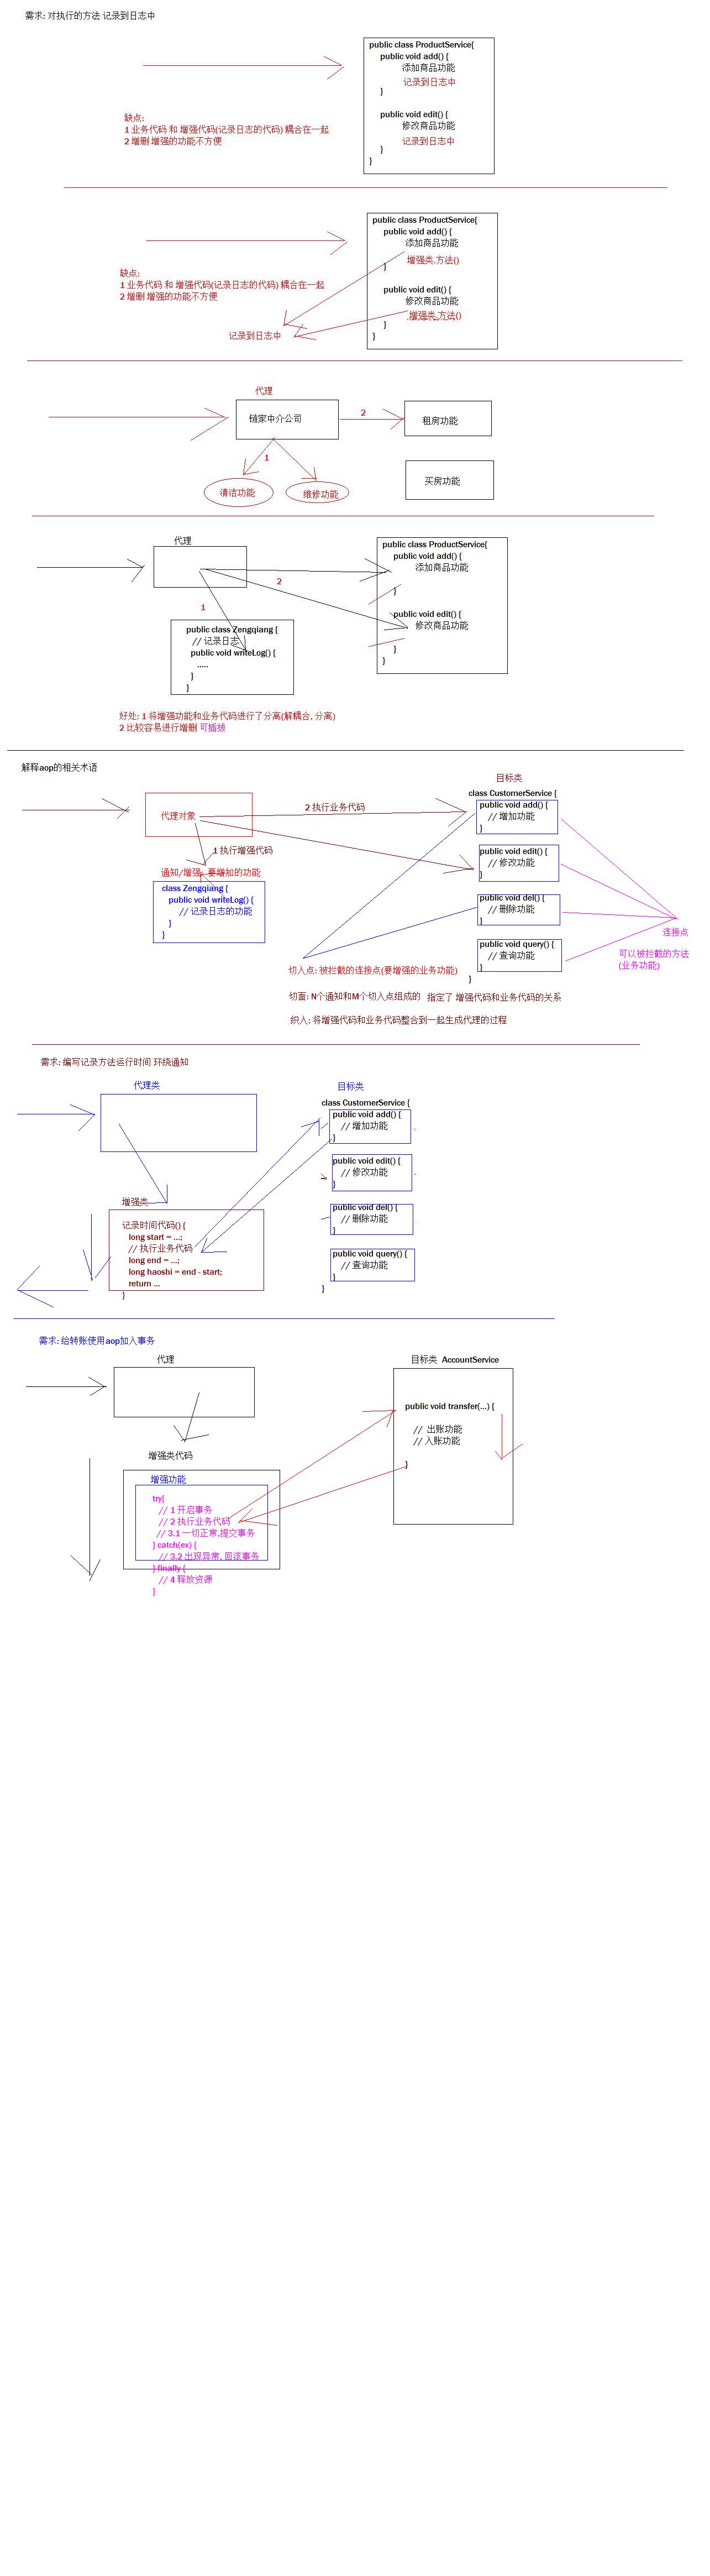 需求: 对执行的方法 记录到日志中
public class ProductService{
public void add() {
添加商品功能
记录到日志中
}
public void edit() {
修改商品功能
记录到日志中
}
}
缺点:
1 业务代码 和 增强代码(记录日志的代码) 耦合在一起
2 增删 增强的功能不方便
public class ProductService{
public void add() {
添加商品功能
增强类.方法()
}
public void edit() {
修改商品功能
增强类.方法()
}
}
缺点:
1 业务代码 和 增强代码(记录日志的代码) 耦合在一起
2 增删 增强的功能不方便
记录到日志中
代理
链家中介公司
2
租房功能
1
清洁功能
维修功能
买房功能
代理
public class ProductService{
public void add() {
添加商品功能
}
public void edit() {
修改商品功能
}
}
2
1
public class Zengqiang {
// 记录日志
public void writeLog() {
.....
}
}
好处: 1 将增强功能和业务代码进行了分离(解耦合, 分离)
2 比较容易进行增删 可插拔
解释aop的相关术语
目标类
class CustomerService {
public void add() {
// 增加功能
}
public void edit() {
// 修改功能
}
public void del() {
// 删除功能
}
public void query() {
// 查询功能
}
}
代理对象
2 执行业务代码
1 执行增强代码
通知/增强: 要增加的功能
class Zengqiang {
public void writeLog() {
// 记录日志的功能
}
}
连接点
可以被拦截的方法
(业务功能)
切入点: 被拦截的连接点(要增强的业务功能)
切面: N个通知和M个切入点组成的 指定了 增强代码和业务代码的关系
织入: 将增强代码和业务代码整合到一起生成代理的过程
需求: 编写记录方法运行时间 环绕通知
代理类
目标类
class CustomerService {
public void add() {
// 增加功能
}
public void edit() {
// 修改功能
}
public void del() {
// 删除功能
}
public void query() {
// 查询功能
}
}
增强类
记录时间代码() {
long start = ...;
// 执行业务代码
long end = ...;
long haoshi = end - start;
return ...
}
需求: 给转账使用aop加入事务
代理
目标类 AccountService
public void transfer(...) {
// 出账功能
// 入账功能
}
增强类代码
增强功能
try{
// 1 开启事务
// 2 执行业务代码
// 3.1 一切正常,提交事务
} catch(ex) {
// 3.2 出现异常, 回滚事务
} finally {
// 4 释放资源
}